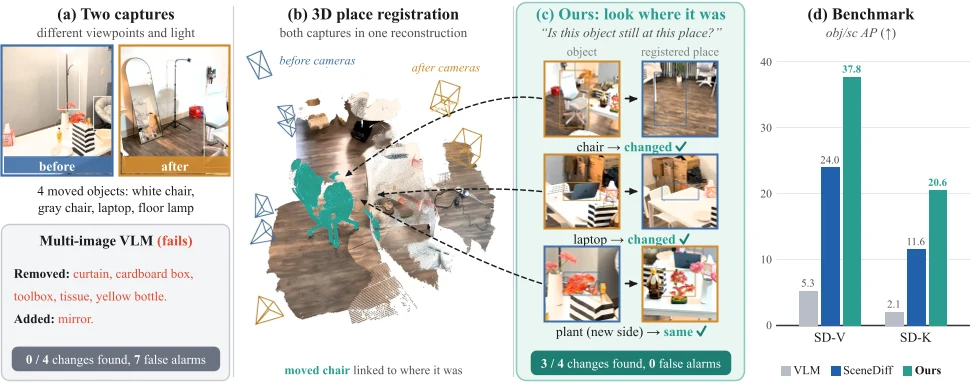 (a) Two captures
different viewpoints and light
before
after
4 moved objects: white chair,
gray chair, laptop, floor lamp
Multi-image VLM (fails)
Removed: curtain, cardboard box,
toolbox, tissue, yellow bottle.
Added: mirror.
0 / 4 changes found, 7 false alarms
(b) 3D place registration
both captures in one reconstruction
before cameras
after cameras
moved chair linked to where it was
(c) Ours: look where it was
“Is this object still at this place?”
object
registered place
chair → changed ✓
laptop → changed ✓
plant (new side) → same ✓
3 / 4 changes found, 0 false alarms
(d) Benchmark
obj/sc AP (↑)
40
30
20
10
0
5.3
24.0
37.8
2.1
11.6
20.6
SD-V
SD-K
VLM
SceneDiff
Ours